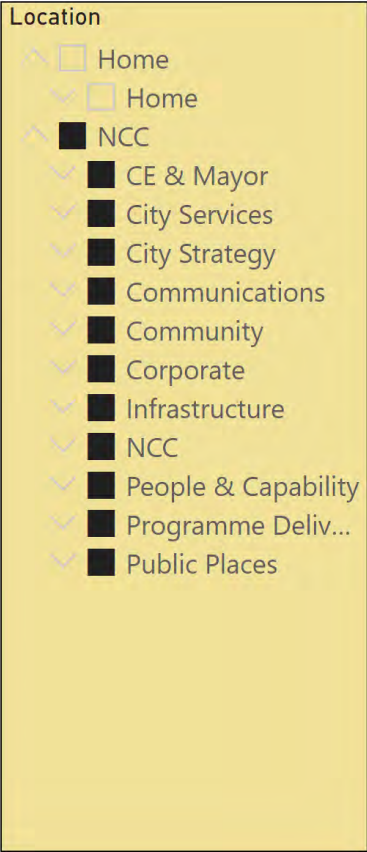 Location
Home
Home
NCC
CE & Mayor
City Services
City Strategy
Communications
Community
Corporate
Infrastructure
NCC
People & Capability
Programme Deliv...
Public Places